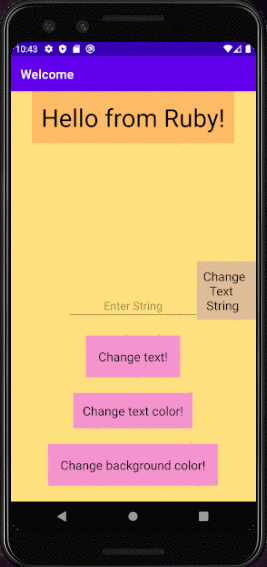 10:43
Welcome
Hello from Ruby!
Change
Text
String
Enter String
Change text!
Change text color!
Change background color!